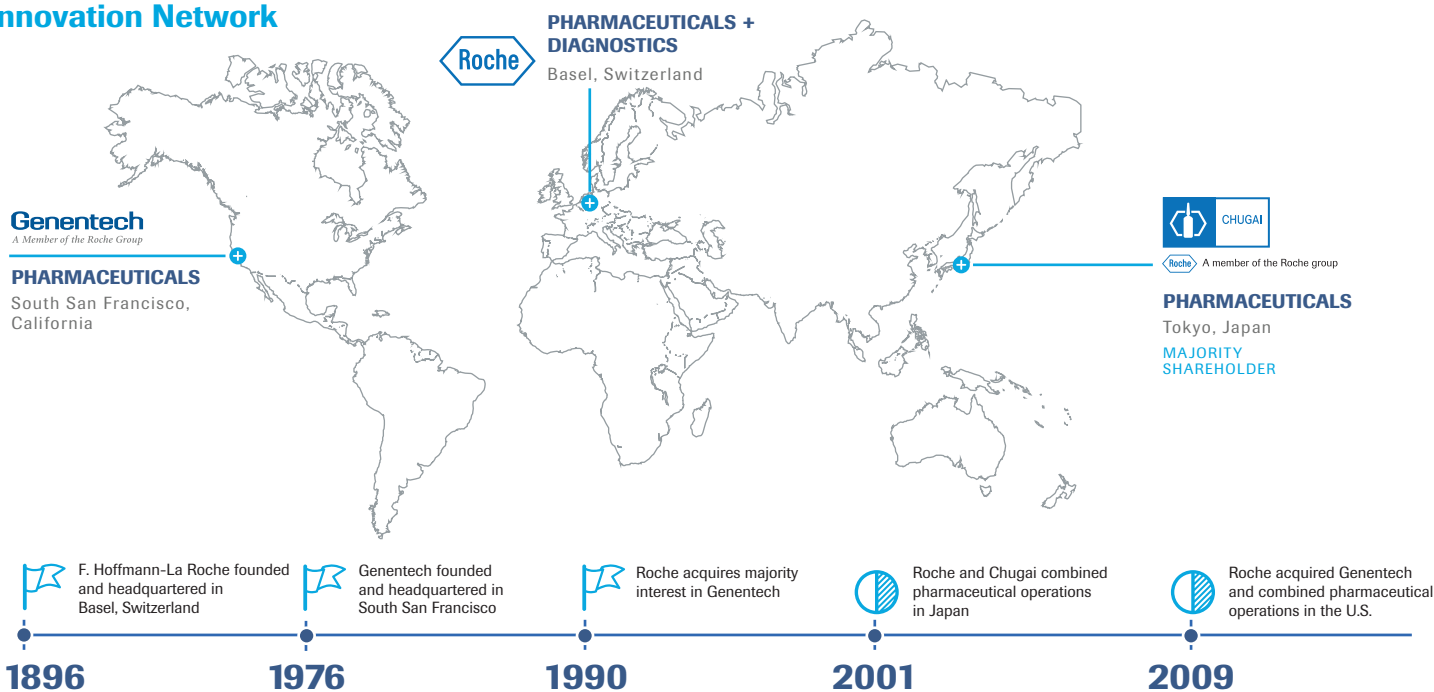 nnovation Network
PHARMACEUTICALS +
DIAGNOSTICS
Basel, Switzerland
Roche
Genentech
A Member of the Roche Group
PHARMACEUTICALS
South San Francisco,
California
CHUGAI
Roche A member of the Roche group
PHARMACEUTICALS
Tokyo, Japan
MAJORITY
SHAREHOLDER
F. Hoffmann-La Roche founded
and headquartered in
Basel, Switzerland
Genentech founded
and headquartered in
South San Francisco
Roche acquires majority
interest in Genentech
Roche and Chugai combined
pharmaceutical operations
in Japan
Roche acquired Genentech
and combined pharmaceutical
operations in the U.S.
1896
1976
1990
2001
2009